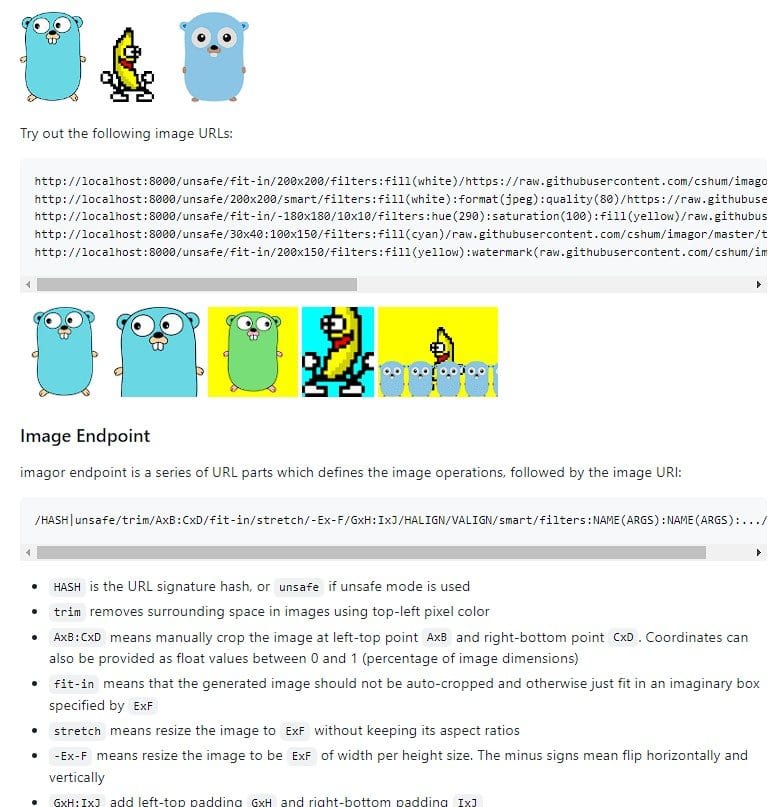 Try out the following image URLs:
http://localhost:8000/unsafe/fit-in/200x200/filters:fill(white)/https://raw.githubusercontent.com/cshum/imago
http://localhost:8000/unsafe/200x200/smart/filters:fill(white):format(jpeg):quality(80)/https://raw.githubuse
http://localhost:8000/unsafe/fit-in/-180x180/10x10/filters:hue(290):saturation(100):fill(yellow)/raw.githubus
http://localhost:8000/unsafe/30x40:100x150/filters:fill(cyan)/raw.githubusercontent.com/cshum/imagor/master/t
http://localhost:8000/unsafe/fit-in/200x150/filters:fill(yellow):watermark(raw.githubusercontent.com/cshum/im
Image Endpoint
imagor endpoint is a series of URL parts which defines the image operations, followed by the image URI:
/HASH|unsafe/trim/AxB:CxD/fit-in/stretch/-Ex-F/GxH:IxJ/HALIGN/VALIGN/smart/filters:NAME(ARGS):NAME(ARGS):.../
• HASH is the URL signature hash, or unsafe if unsafe mode is used
• trim removes surrounding space in images using top-left pixel color
• AxB:CxD means manually crop the image at left-top point AxB and right-bottom point CxD. Coordinates can
also be provided as float values between 0 and 1 (percentage of image dimensions)
• fit-in means that the generated image should not be auto-cropped and otherwise just fit in an imaginary box
specified by ExF
• stretch means resize the image to ExF without keeping its aspect ratios
• -Ex-F means resize the image to be ExF of width per height size. The minus signs mean flip horizontally and
vertically
• GxH:IxJ add left-top padding GxH and right-bottom padding IxJ